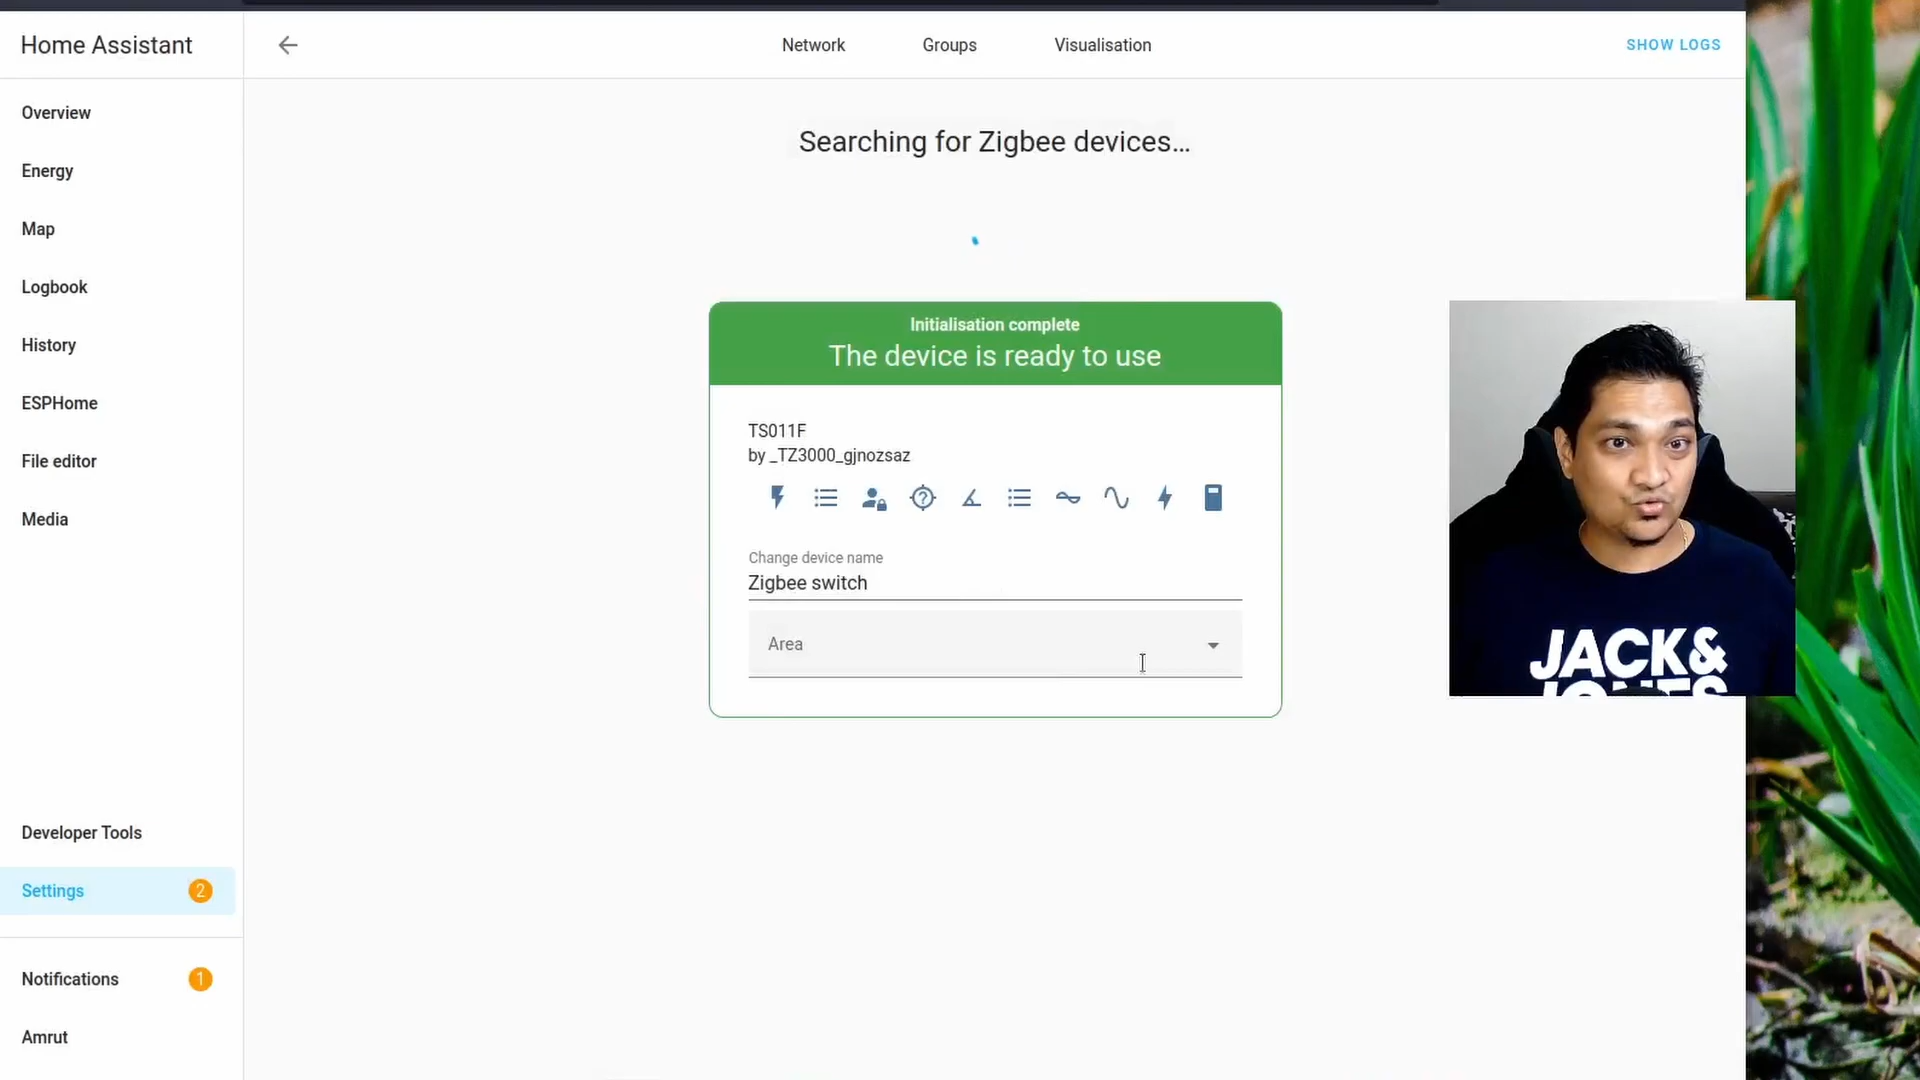 Home Assistant
Network
Groups
Visualisation
SHOW LOGS
Overview
Energy
Map
Logbook
History
ESPHome
File editor
Media
Developer Tools
Settings
2
Notifications
1
Amrut
Searching for Zigbee devices...
Initialisation complete
The device is ready to use
TS011F
by _TZ3000_gjnozsaz
Change device name
Zigbee switch
Area
JACK&
JONES